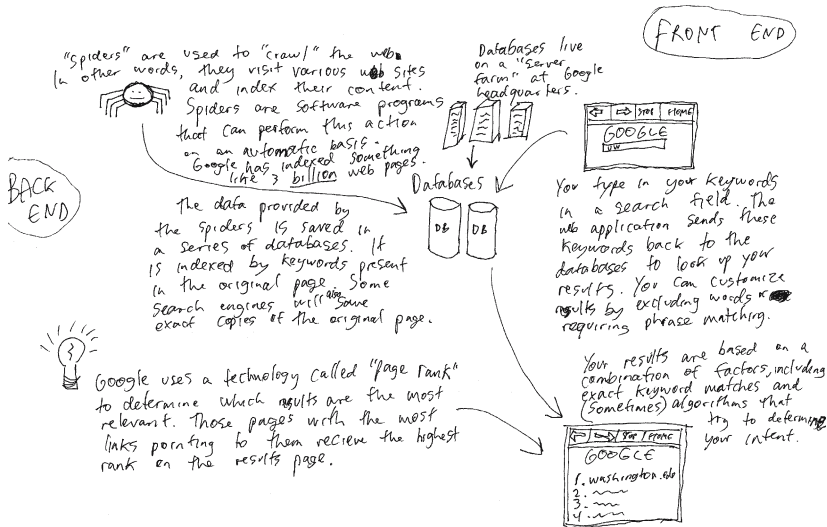 FRONT END
"Spiders" are used to "crawl" the web.
In other words, they visit various web sites
and index their content.
Spiders are software programs
that can perform this action
on an automatic basis.
Google has indexed something
like 3 billion web pages.
Databases live
on a "server
farm" at Google
headquarters.
STOP HOME
GOOGLE
UW
BACK
END
Databases
DB DB
The data provided by
the spiders is saved in
a series of databases. It
is indexed by keywords present
in the original page. Some
search engines will also save
exact copies of the original page.
You type in your keywords
in a search field. The
web application sends these
keywords back to the
databases to look up your
results. You can customize
results by excluding words or
requiring phrase matching.
Google uses a technology called "page rank"
to determine which results are the most
relevant. Those pages with the most
links pointing to them recieve the highest
rank on the results page.
Your results are based on a
combination of factors, including
exact keyword matches and
(sometimes) algorithms that
try to determine
your intent.
STOP HOME
GOOGLE
1. washington.edu
2.
3.
4.